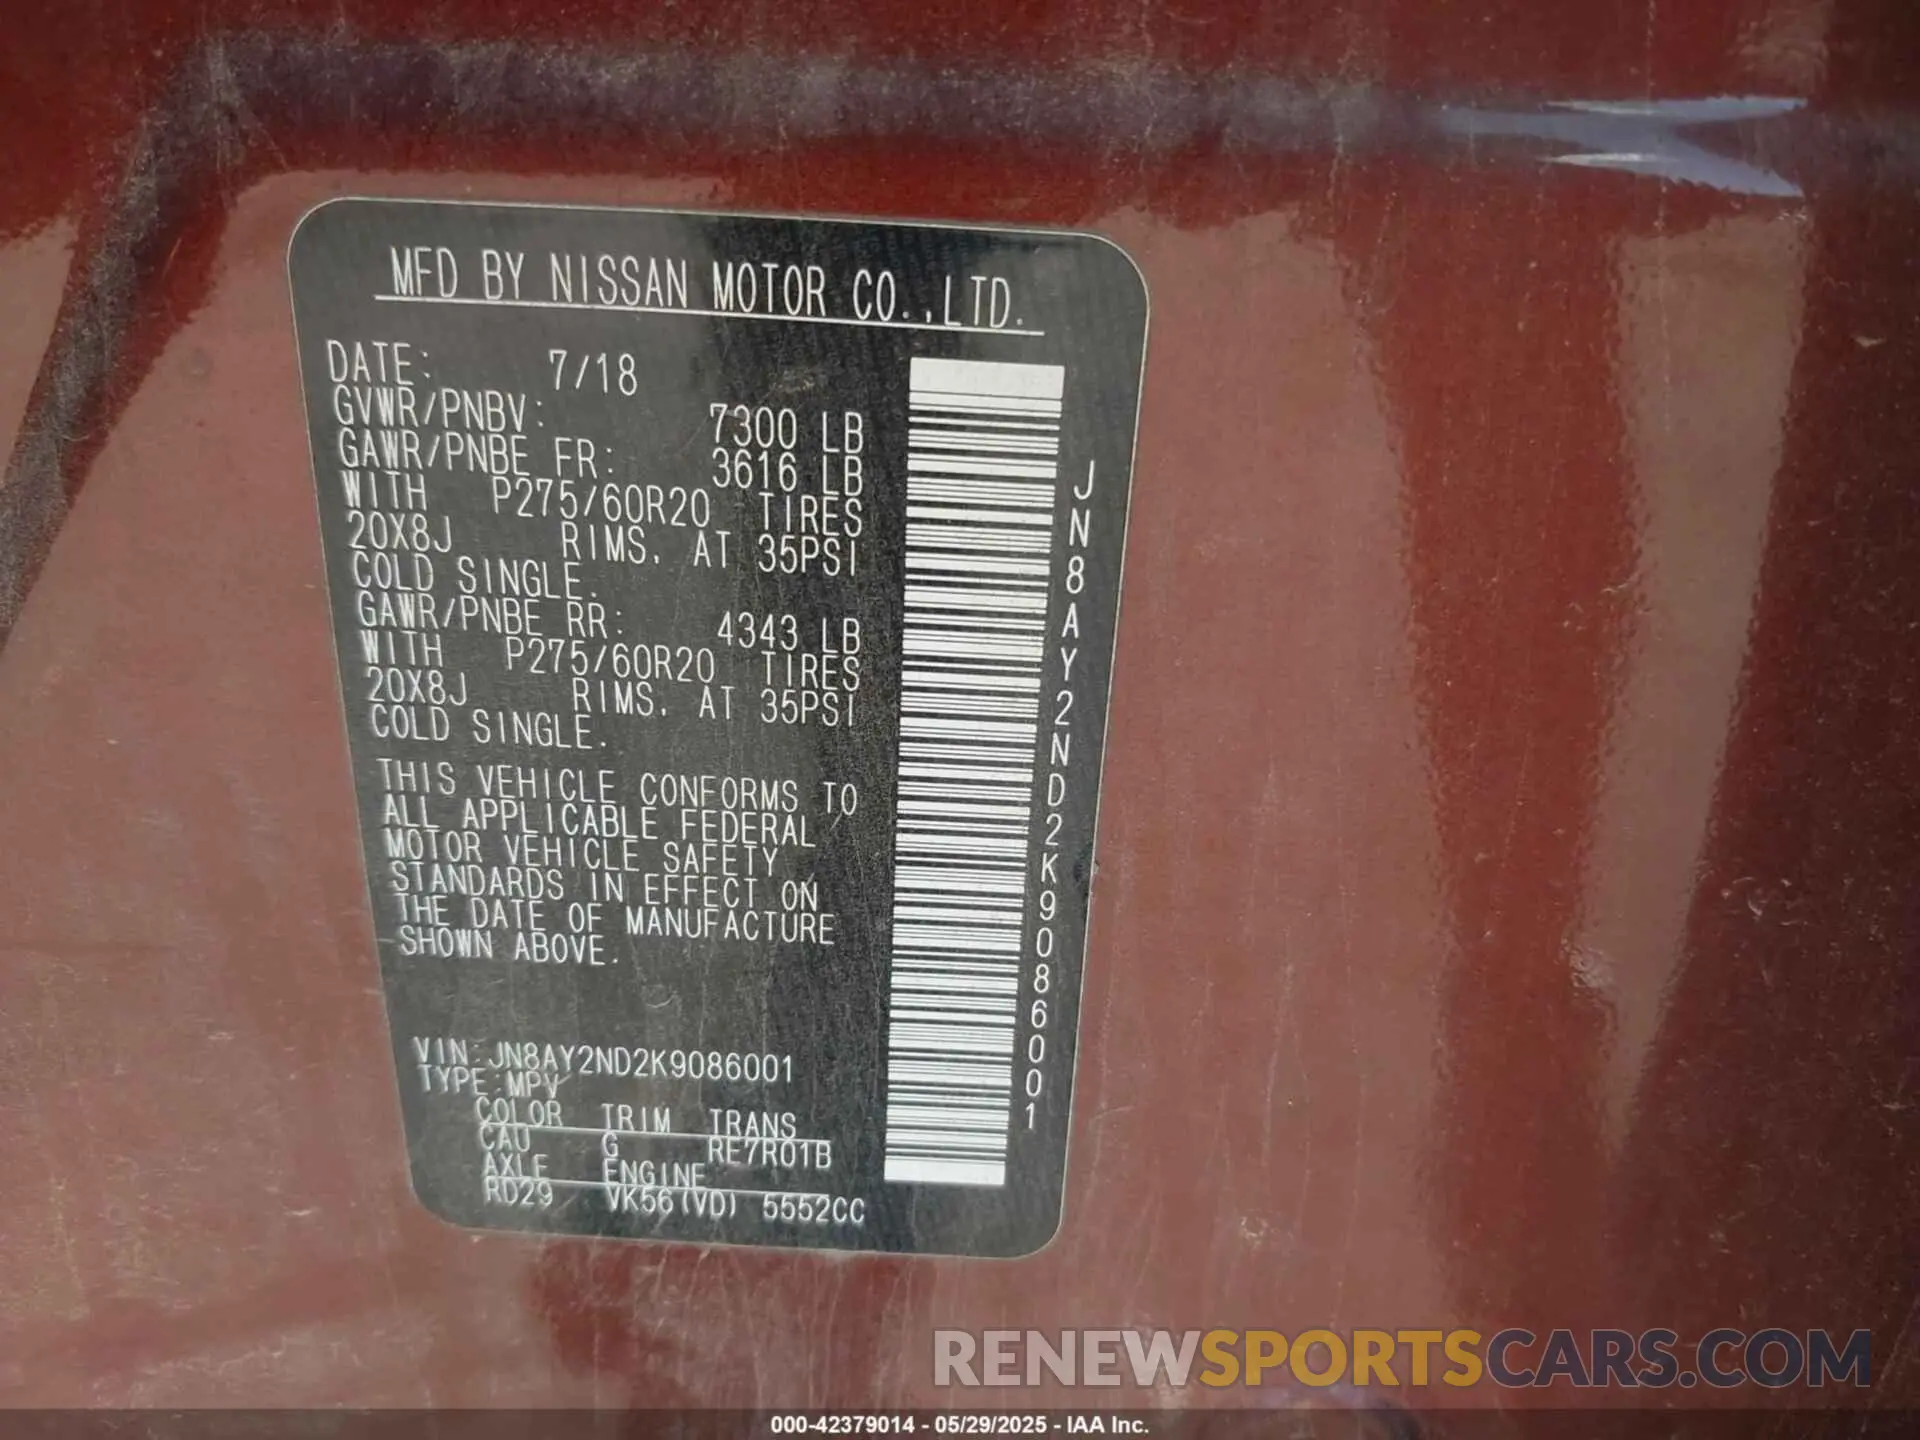 MFD BY NISSAN MOTOR CO.,LTD.
DATE: 7/18
GVWR/PNBV: 7300 LB
GAWR/PNBE FR: 3616 LB
WITH P275/60R20 TIRES
20X8J RIMS, AT 35PSI
COLD SINGLE.
GAWR/PNBE RR: 4343 LB
WITH P275/60R20 TIRES
20X8J RIMS, AT 35PSI
COLD SINGLE.
THIS VEHICLE CONFORMS TO
ALL APPLICABLE FEDERAL
MOTOR VEHICLE SAFETY
STANDARDS IN EFFECT ON
THE DATE OF MANUFACTURE
SHOWN ABOVE.
VIN:JN8AY2ND2K9086001
TYPE:MPV
COLOR TRIM TRANS
CAU G RE7R01B
AXLE ENGINE
RD29 VK56(VD) 5552CC
JN8AY2ND2K9086001
RENEWSPORTSCARS.COM
000-42379014 - 05/29/2025 - IAA Inc.